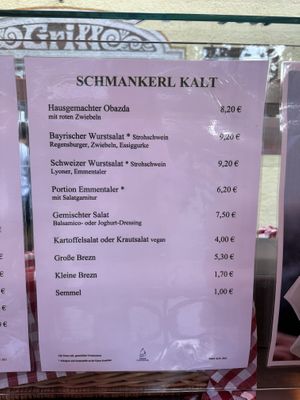 Grill
SCHMANKERL KALT
Hausgemachter Obazda 8,20 €
mit roten Zwiebeln
Bayrischer Wurstsalat * Strohschwein 9,20 €
Regensburger, Zwiebeln, Essiggurke
Schweizer Wurstsalat * Strohschwein 9,20 €
Lyoner, Emmentaler
Portion Emmentaler * 6,20 €
mit Salatgarnitur
Gemischter Salat 7,50 €
Balsamico- oder Joghurt-Dressing
Kartoffelsalat oder Krautsalat vegan 4,00 €
Große Brezn 5,30 €
Kleine Brezn 1,70 €
Semmel 1,00 €